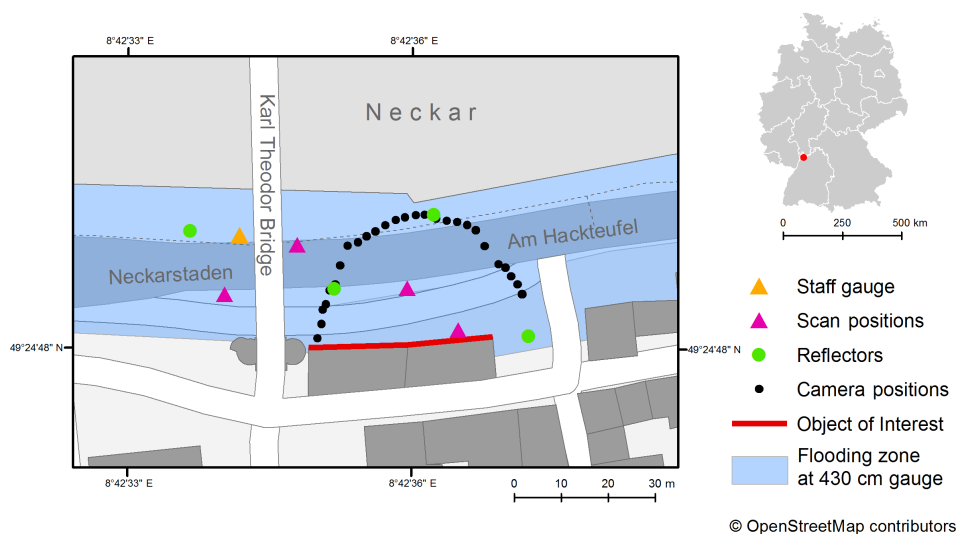 8°42'33" E
8°42'36" E
Neckar
Karl Theodor Bridge
Am Hackteufel
Neckarstaden
49°24'48" N
49°24'48" N
8°42'33" E
8°42'36" E
0 10 20 30 m
0 250 500 km
Staff gauge
Scan positions
Reflectors
Camera positions
Object of Interest
Flooding zone
at 430 cm gauge
© OpenStreetMap contributors